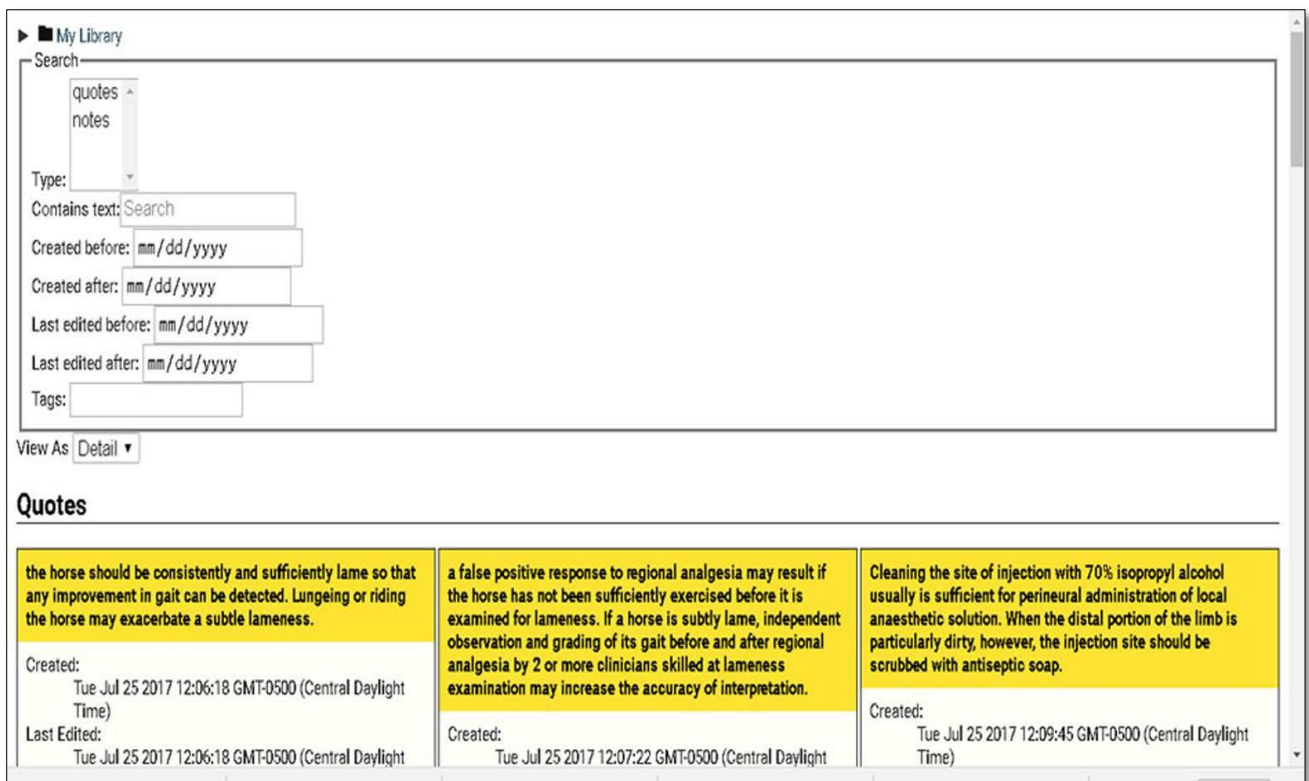 My Library
Search
quotes
notes
Type:
Contains text: Search
Created before: mm/dd/yyyy
Created after: mm/dd/yyyy
Last edited before: mm/dd/yyyy
Last edited after: mm/dd/yyyy
Tags:
View As Detail
Quotes
the horse should be consistently and sufficiently lame so that
any improvement in gait can be detected. Lungeing or riding
the horse may exacerbate a subtle lameness.
Created:
Tue Jul 25 2017 12:06:18 GMT-0500 (Central Daylight
Time)
Last Edited:
Tue Jul 25 2017 12:06:18 GMT-0500 (Central Daylight
a false positive response to regional analgesia may result if
the horse has not been sufficiently exercised before it is
examined for lameness. If a horse is subtly lame, independent
observation and grading of its gait before and after regional
analgesia by 2 or more clinicians skilled at lameness
examination may increase the accuracy of interpretation.
Created:
Tue Jul 25 2017 12:07:22 GMT-0500 (Central Daylight
Cleaning the site of injection with 70% isopropyl alcohol
usually is sufficient for perineural administration of local
anaesthetic solution. When the distal portion of the limb is
particularly dirty, however, the injection site should be
scrubbed with antiseptic soap.
Created:
Tue Jul 25 2017 12:09:45 GMT-0500 (Central Daylight
Time)